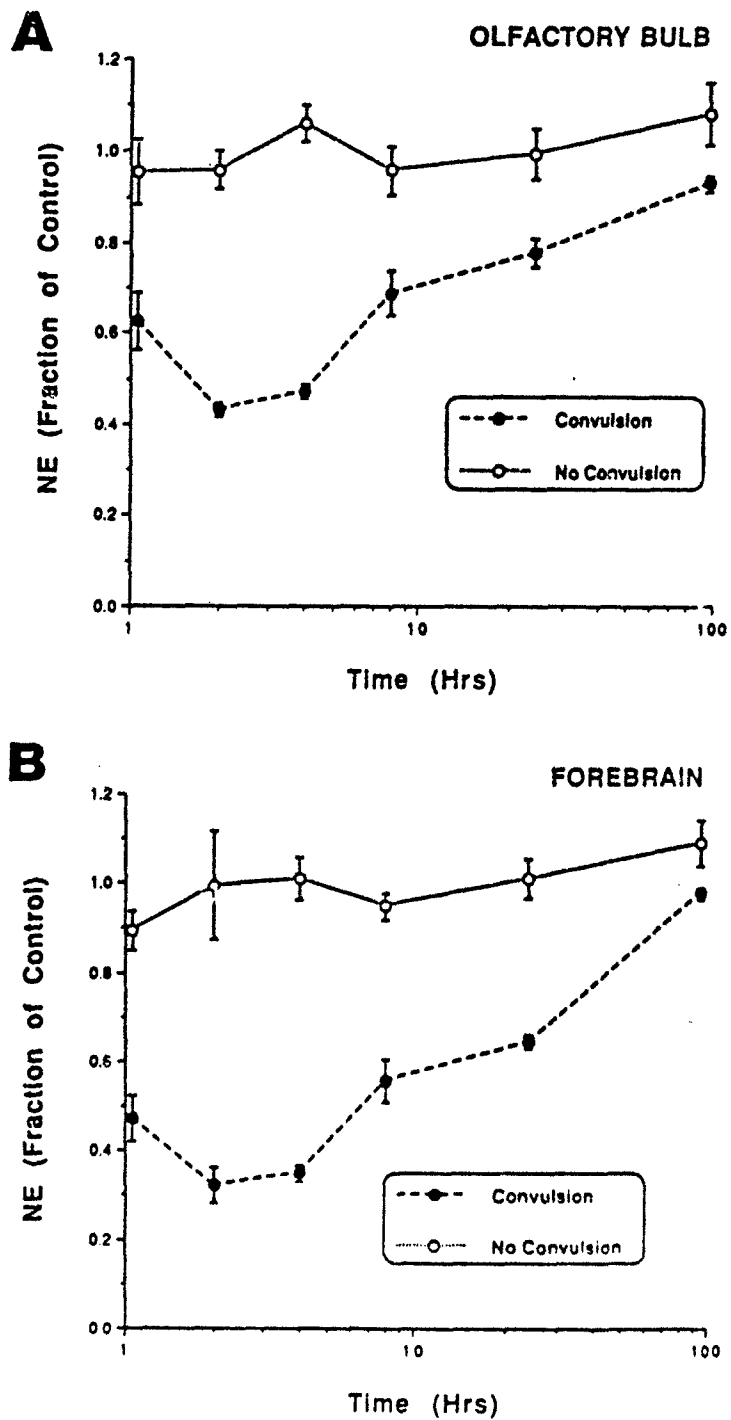 A
OLFACTORY BULB
NE (Fraction of Control)
1.2
1.0
0.8
0.6
0.4
0.2
0.0
Convulsion
No Convulsion
1
10
100
Time (Hrs)
B
FOREBRAIN
NE (Fraction of Control)
1.2
1.0
0.8
0.6
0.4
0.2
0.0
Convulsion
No Convulsion
1
10
100
Time (Hrs)